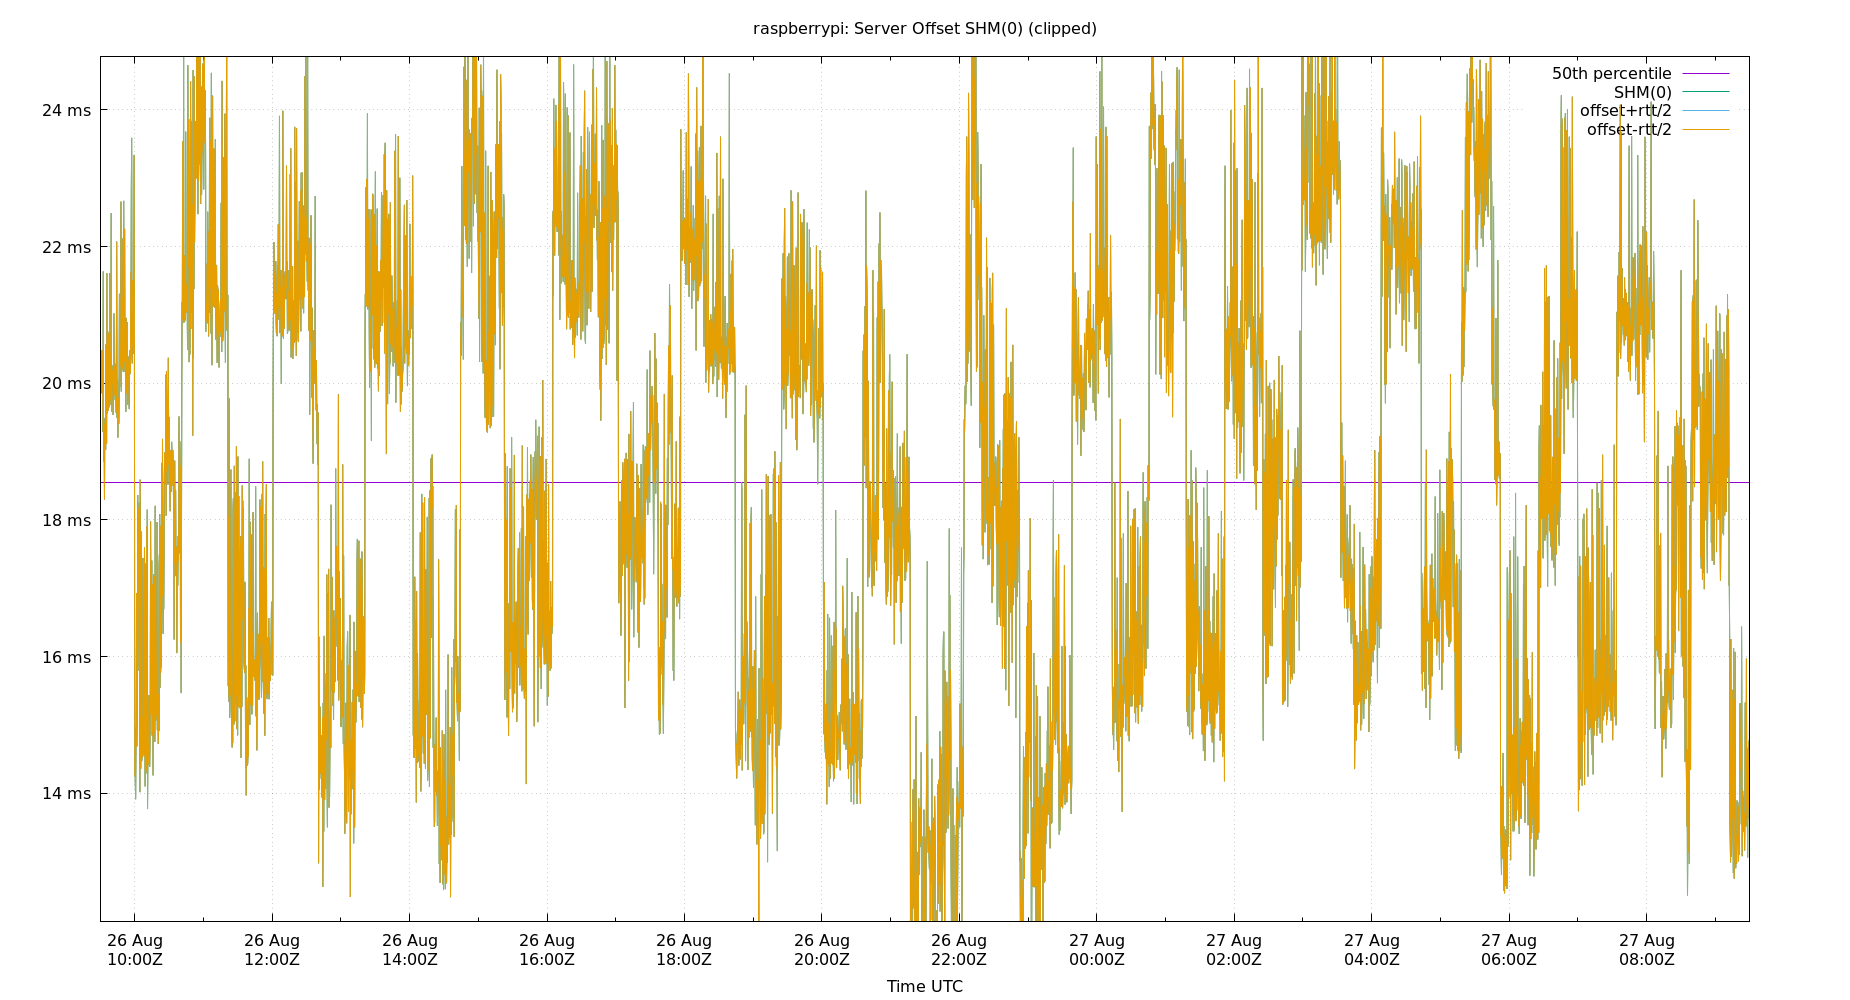 raspberrypi: Server Offset SHM(0) (clipped)
50th percentile
SHM(0)
offset+rtt/2
offset-rtt/2
24 ms
22 ms
20 ms
18 ms
16 ms
14 ms
26 Aug 26 Aug 26 Aug 26 Aug 26 Aug 26 Aug 26 Aug 27 Aug 27 Aug 27 Aug 27 Aug 27 Aug
10:00Z 12:00Z 14:00Z 16:00Z 18:00Z 20:00Z 22:00Z 00:00Z 02:00Z 04:00Z 06:00Z 08:00Z
Time UTC